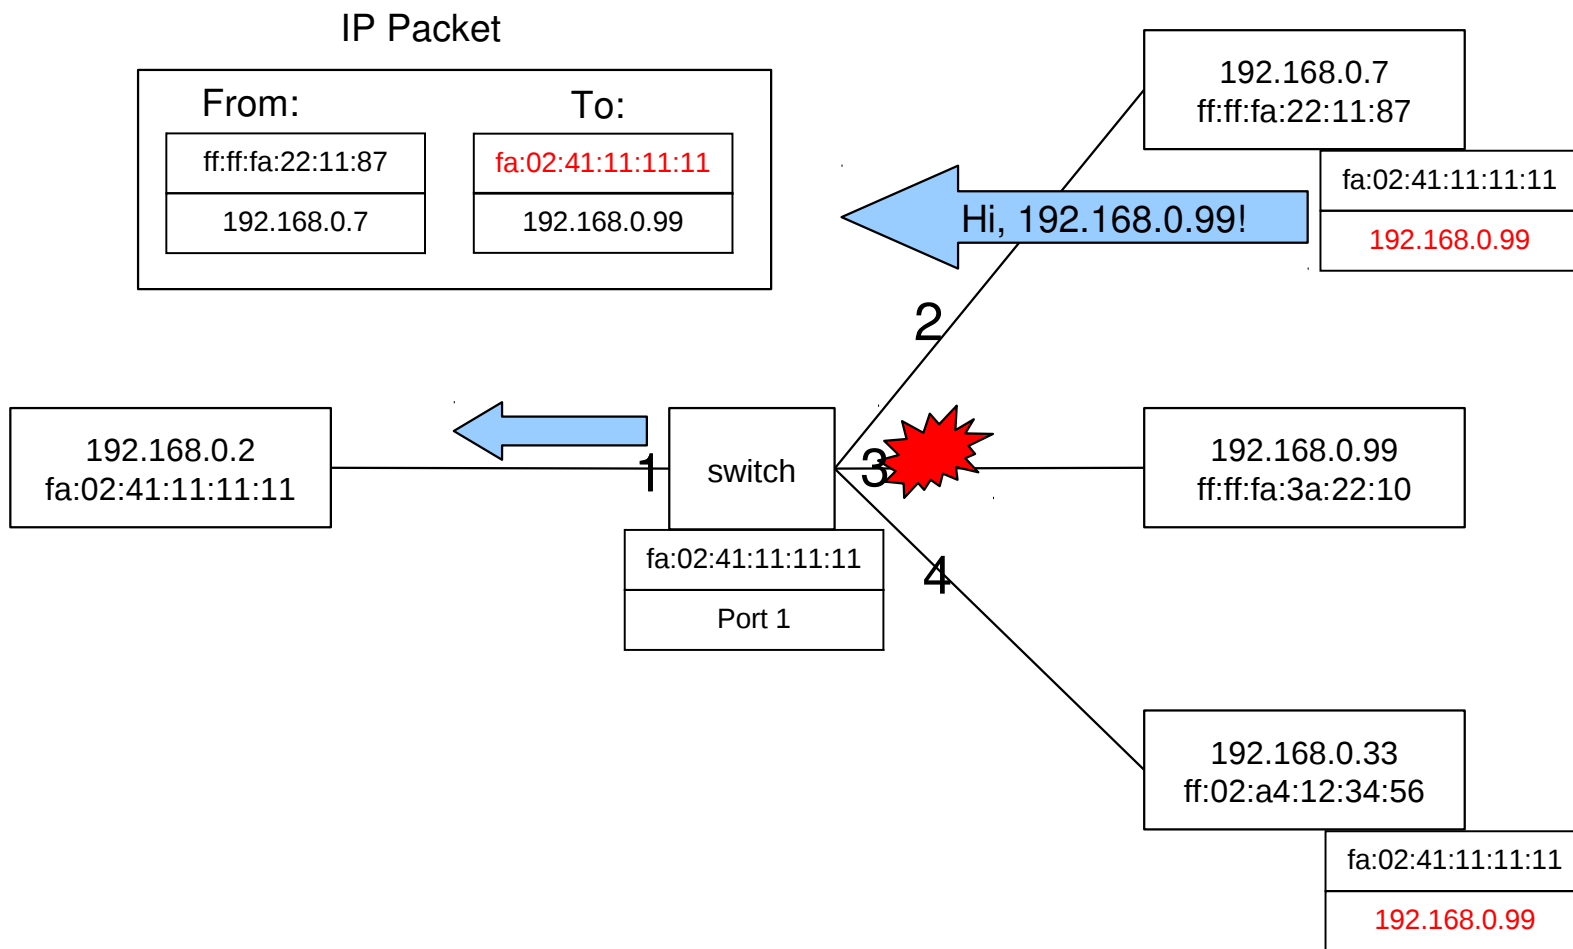 IP Packet
From:
To:
ff:ff:fa:22:11:87
fa:02:41:11:11:11
192.168.0.7
192.168.0.99
192.168.0.7
ff:ff:fa:22:11:87
fa:02:41:11:11:11
192.168.0.99
Hi, 192.168.0.99!
2
192.168.0.2
fa:02:41:11:11:11
1
switch
fa:02:41:11:11:11
Port 1
3
192.168.0.99
ff:ff:fa:3a:22:10
4
192.168.0.33
ff:02:a4:12:34:56
fa:02:41:11:11:11
192.168.0.99